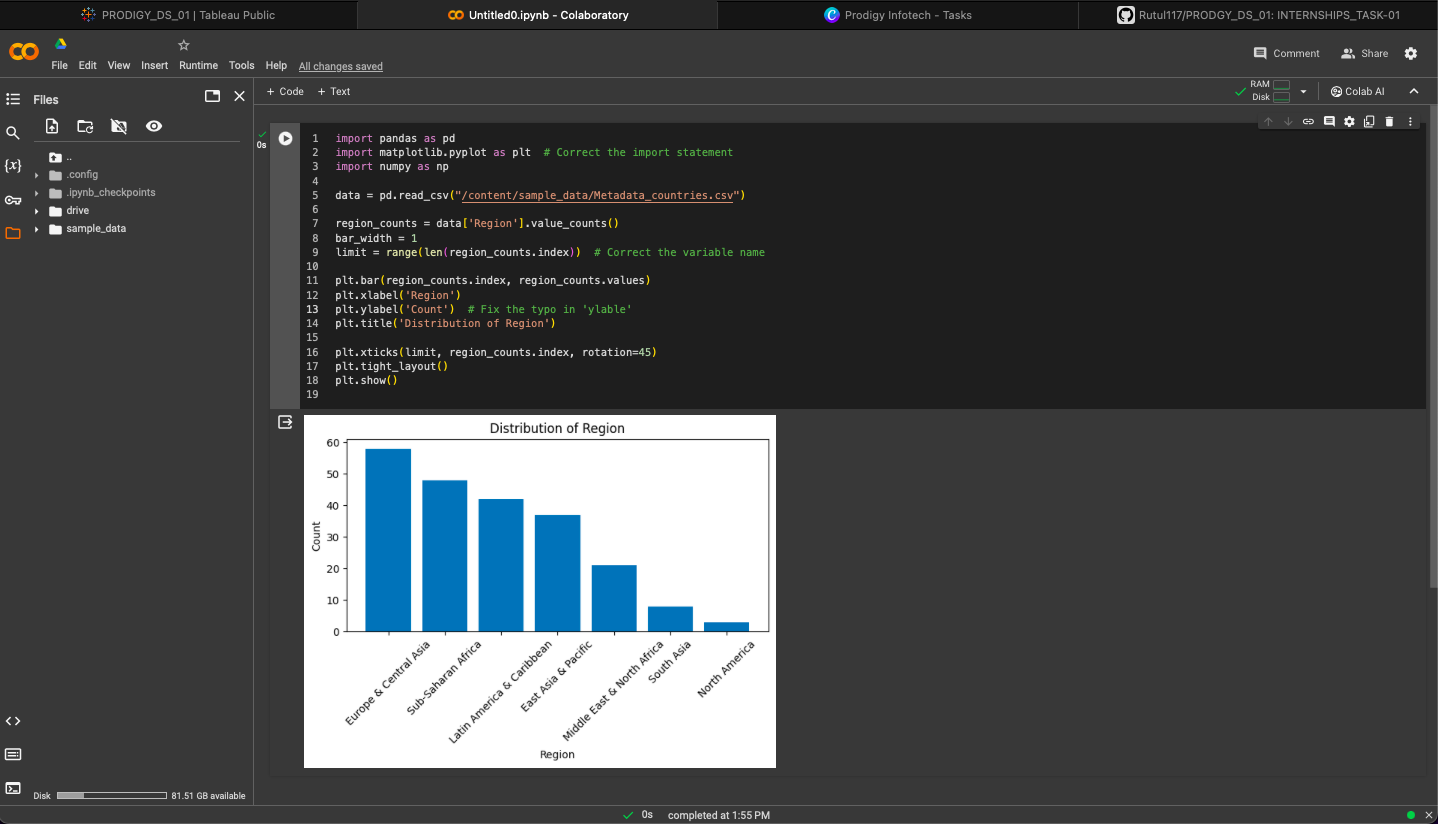 PRODIGY_DS_01 | Tableau Public
Untitled0.ipynb - Colaboratory
Prodigy Infotech - Tasks
Rutul117/PRODGY_DS_01: INTERNSHIPS_TASK-01
File Edit View Insert Runtime Tools Help All changes saved
Comment Share
Files
+ Code + Text
RAM
Disk
Colab AI
..
.config
.ipynb_checkpoints
drive
sample_data
{x}
0s
1 import pandas as pd
2 import matplotlib.pyplot as plt # Correct the import statement
3 import numpy as np
4
5 data = pd.read_csv("/content/sample_data/Metadata_countries.csv")
6
7 region_counts = data['Region'].value_counts()
8 bar_width = 1
9 limit = range(len(region_counts.index)) # Correct the variable name
10
11 plt.bar(region_counts.index, region_counts.values)
12 plt.xlabel('Region')
13 plt.ylabel('Count') # Fix the typo in 'ylable'
14 plt.title('Distribution of Region')
15
16 plt.xticks(limit, region_counts.index, rotation=45)
17 plt.tight_layout()
18 plt.show()
19
Distribution of Region
60
50
40
30
20
10
0
Count
Europe & Central Asia
Sub-Saharan Africa
Latin America & Caribbean
East Asia & Pacific
Middle East & North Africa
South Asia
North America
Region
Disk 81.51 GB available
0s completed at 1:55 PM